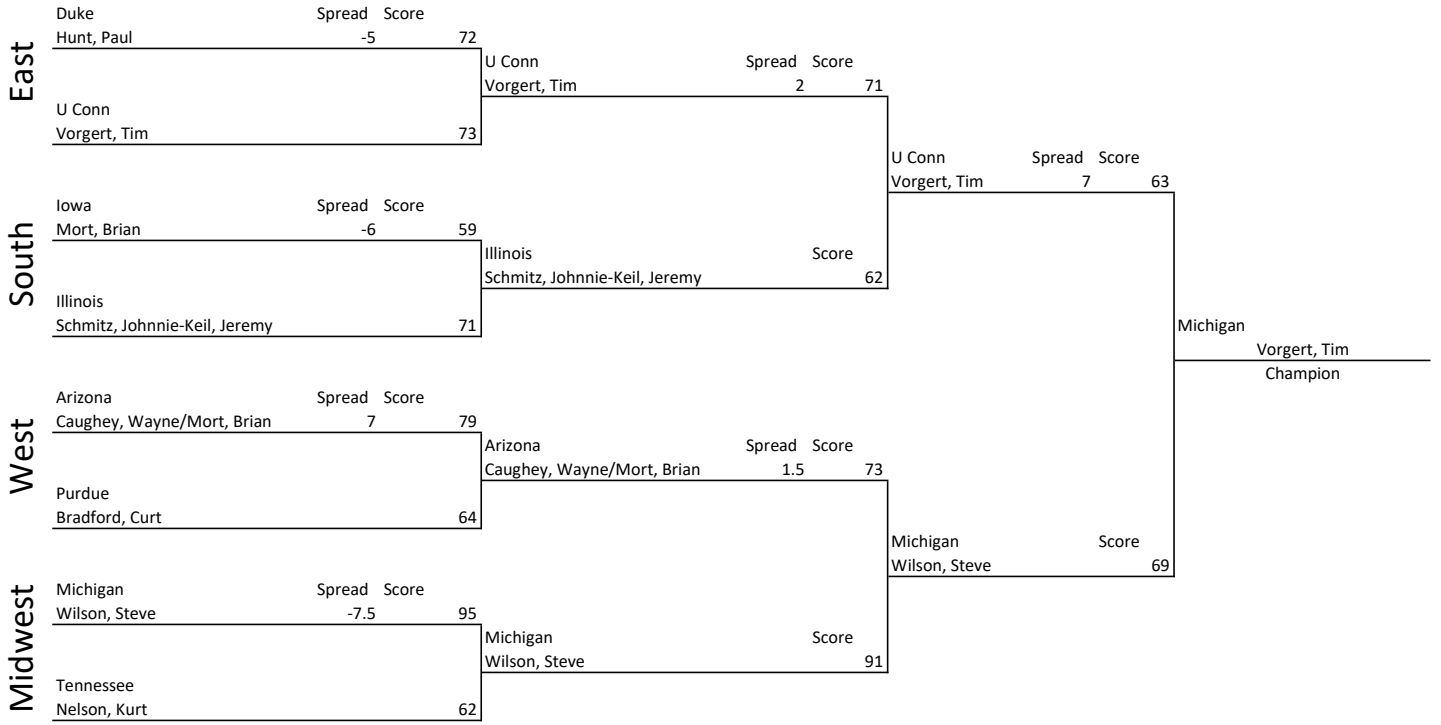 East
Duke Spread Score
Hunt, Paul -5 72
U Conn
Vorgert, Tim 73
South
Iowa Spread Score
Mort, Brian -6 59
Illinois
Schmitz, Johnnie-Keil, Jeremy 71
West
Arizona Spread Score
Caughey, Wayne/Mort, Brian 7 79
Purdue
Bradford, Curt 64
Midwest
Michigan Spread Score
Wilson, Steve -7.5 95
Tennessee
Nelson, Kurt 62
U Conn Spread Score
Vorgert, Tim 2 71
Illinois Score
Schmitz, Johnnie-Keil, Jeremy 62
Arizona Spread Score
Caughey, Wayne/Mort, Brian 1.5 73
Michigan Score
Wilson, Steve 91
U Conn Spread Score
Vorgert, Tim 7 63
Michigan Score
Wilson, Steve 69
Michigan
Vorgert, Tim
Champion